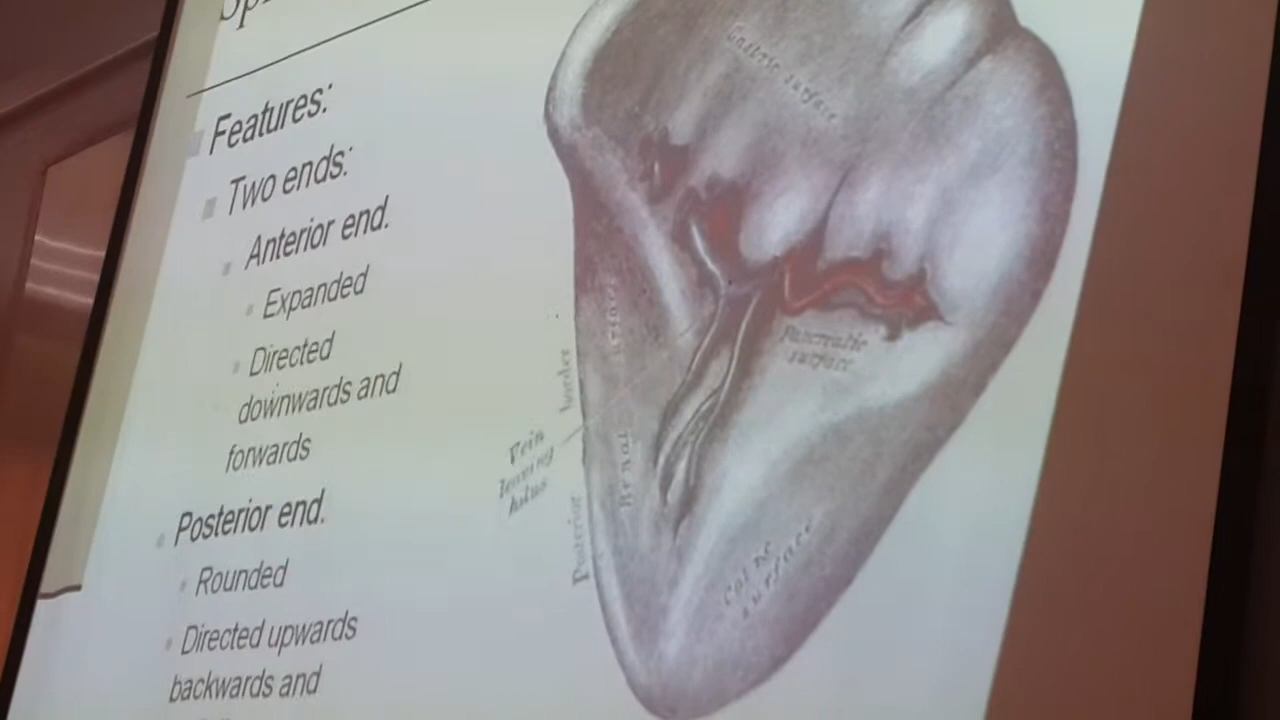 Features:
Two ends:
Anterior end.
Expanded
Directed
downwards and
forwards
Posterior end.
Rounded
Directed upwards
backwards and
Gastric surface
Pancreatic
surface
Renal surface
Posterior border
Vein
leaving
hilus
Colic
surface